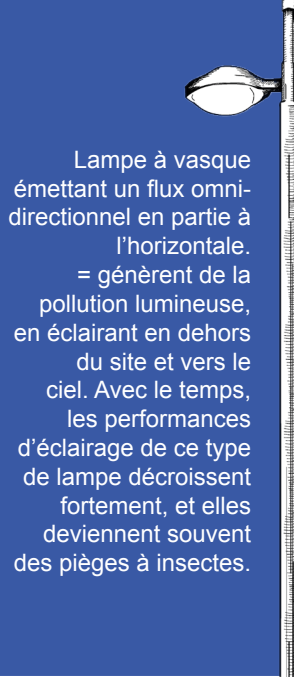 Lampe à vasque
émettant un flux omni-
directionnel en partie à
l’horizontale.
= génèrent de la
pollution lumineuse,
en éclairant en dehors
du site et vers le
ciel. Avec le temps,
les performances
d’éclairage de ce type
de lampe décroissent
fortement, et elles
deviennent souvent
des pièges à insectes.